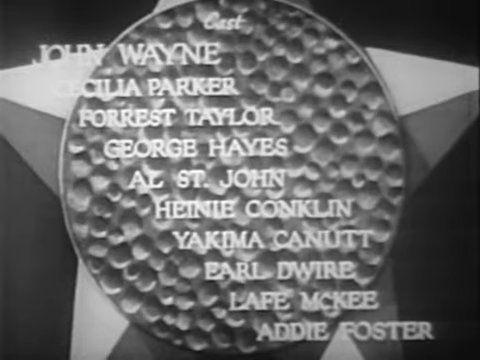 Cast
JOHN WAYNE
CECILIA PARKER
FORREST TAYLOR
GEORGE HAYES
AL ST. JOHN
HEINIE CONKLIN
YAKIMA CANUTT
EARL DWIRE
LAFE McKEE
ADDIE FOSTER